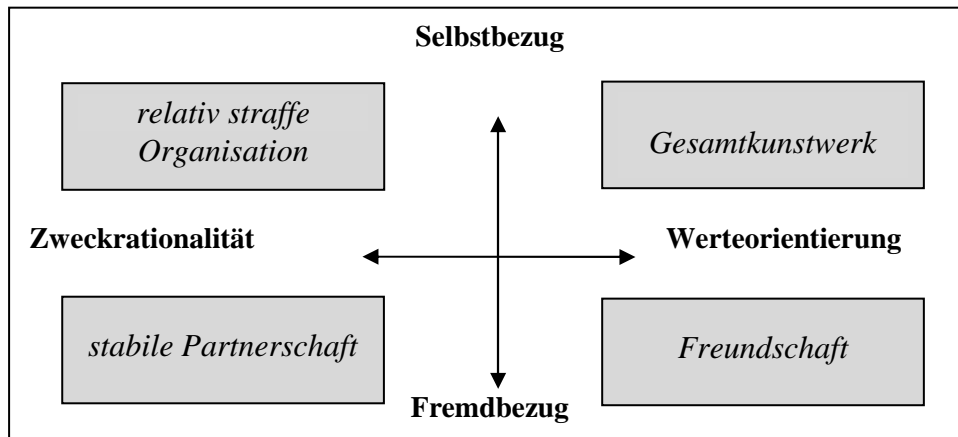 Selbstbezug
relativ straffe
Organisation
Gesamtkunstwerk
Zweckrationalität
Werteorientierung
stabile Partnerschaft
Freundschaft
Fremdbezug